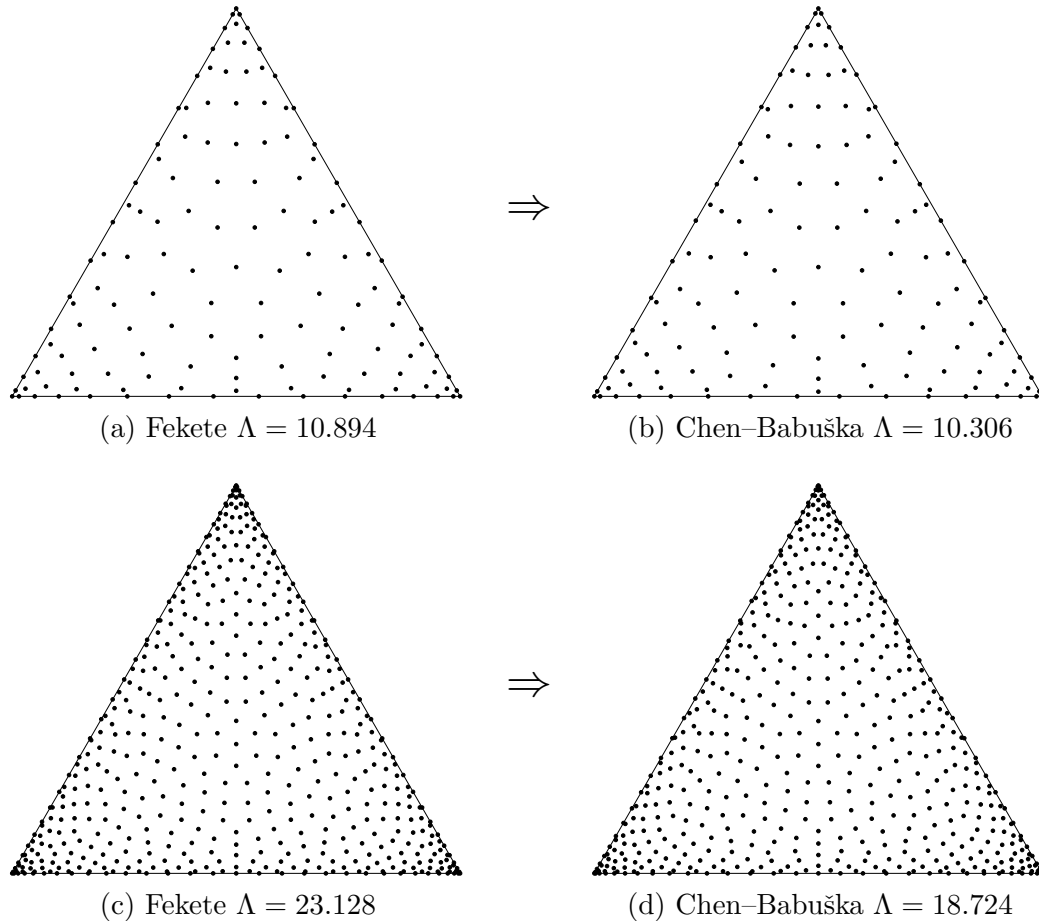 ⇒
(a) Fekete Λ = 10.894
(b) Chen–Babuška Λ = 10.306
⇒
(c) Fekete Λ = 23.128
(d) Chen–Babuška Λ = 18.724